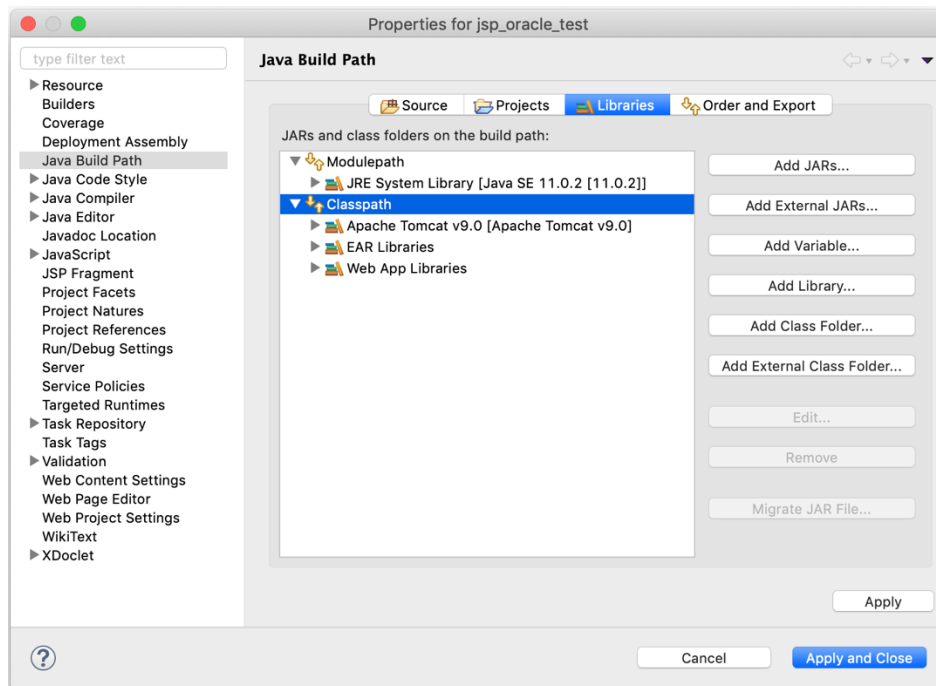 Properties for jsp_oracle_test
type filter text
Resource
Builders
Coverage
Deployment Assembly
Java Build Path
Java Code Style
Java Compiler
Java Editor
Javadoc Location
JavaScript
JSP Fragment
Project Facets
Project Natures
Project References
Run/Debug Settings
Server
Service Policies
Targeted Runtimes
Task Repository
Task Tags
Validation
Web Content Settings
Web Page Editor
Web Project Settings
WikiText
XDoclet
Java Build Path
Source Projects Libraries Order and Export
JARs and class folders on the build path:
Modulepath
JRE System Library [Java SE 11.0.2 [11.0.2]]
Classpath
Apache Tomcat v9.0 [Apache Tomcat v9.0]
EAR Libraries
Web App Libraries
Add JARs...
Add External JARs...
Add Variable...
Add Library...
Add Class Folder...
Add External Class Folder...
Edit...
Remove
Migrate JAR File...
Apply
?
Cancel
Apply and Close